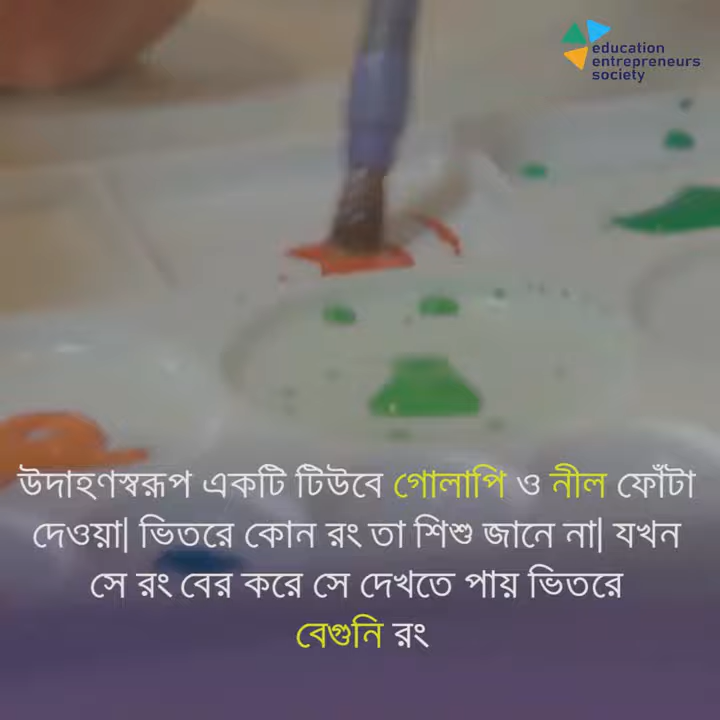 education
entrepreneurs
society
উদাহণস্বরূপ একটি টিউবে গোলাপি ও নীল ফোঁটা
দেওয়া| ভিতরে কোন রং তা শিশু জানে না| যখন
সে রং বের করে সে দেখতে পায় ভিতরে
বেগুনি রং